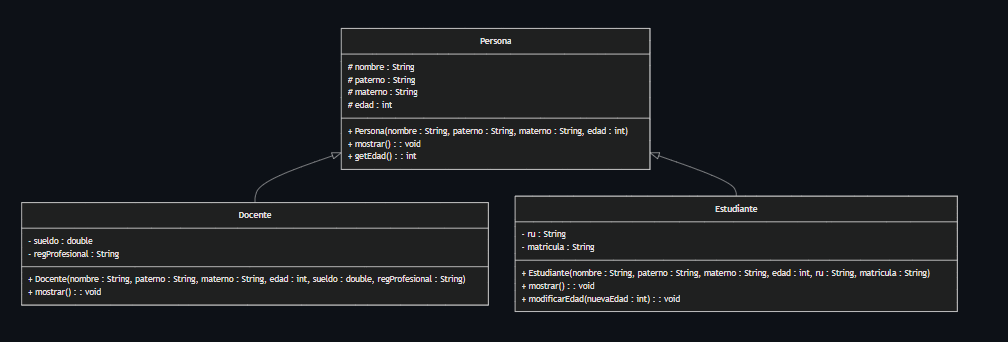 Persona
# nombre : String
# paterno : String
# materno : String
# edad : int
+ Persona(nombre : String, paterno : String, materno : String, edad : int)
+ mostrar() : : void
+ getEdad() : : int
Docente
- sueldo : double
- regProfesional : String
+ Docente(nombre : String, paterno : String, materno : String, edad : int, sueldo : double, regProfesional : String)
+ mostrar() : : void
Estudiante
- ru : String
- matricula : String
+ Estudiante(nombre : String, paterno : String, materno : String, edad : int, ru : String, matricula : String)
+ mostrar() : : void
+ modificarEdad(nuevaEdad : int) : : void